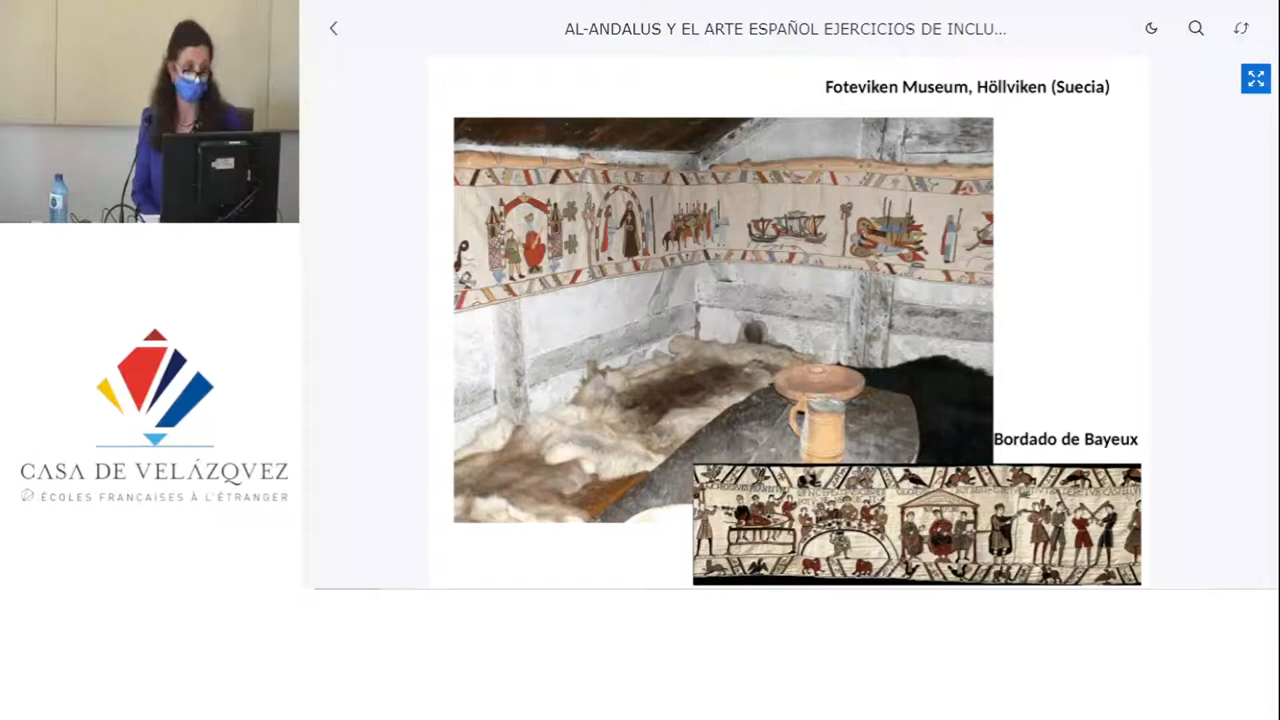 AL-ANDALUS Y EL ARTE ESPAÑOL EJERCICIOS DE INCLU...
Foteviken Museum, Höllviken (Suecia)
Bordado de Bayeux
CASA DE VELÁZQVEZ
ÉCOLES FRANÇAISES À L'ÉTRANGER